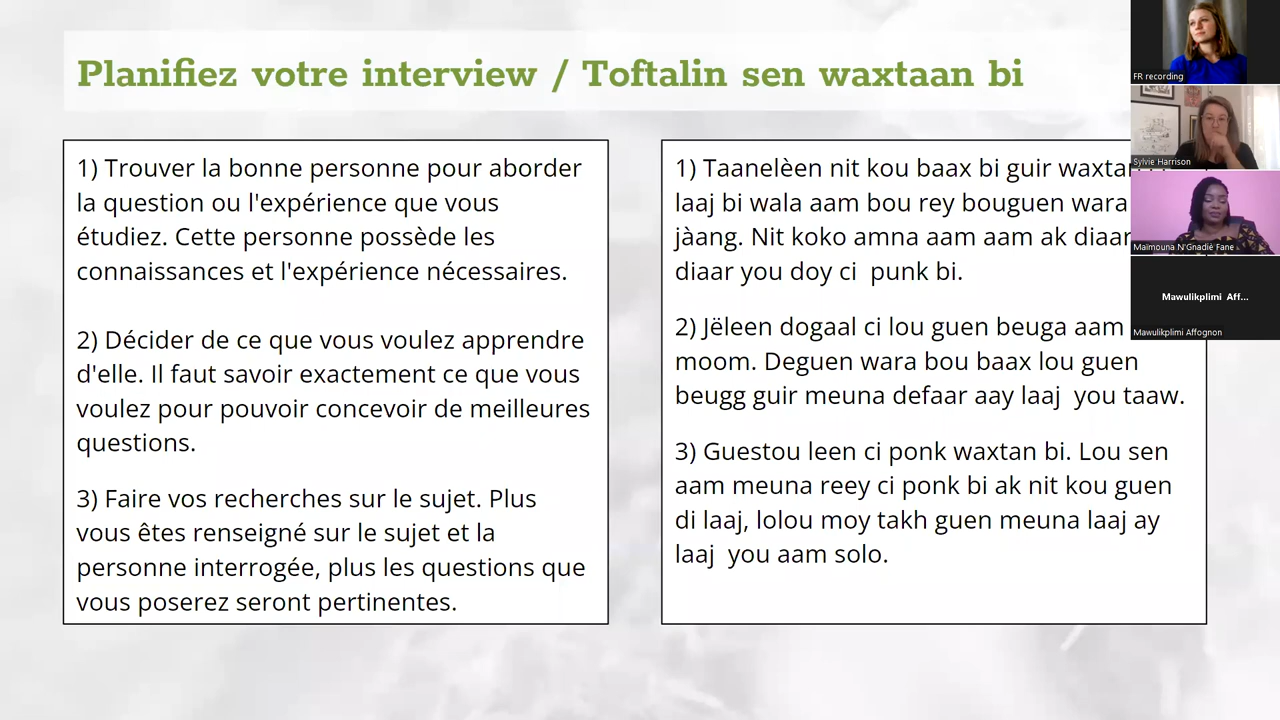 Planifiez votre interview / Toftalin sen waxtaan bi
1) Trouver la bonne personne pour aborder
la question ou l'expérience que vous
étudiez. Cette personne possède les
connaissances et l'expérience nécessaires.
2) Décider de ce que vous voulez apprendre
d'elle. Il faut savoir exactement ce que vous
voulez pour pouvoir concevoir de meilleures
questions.
3) Faire vos recherches sur le sujet. Plus
vous êtes renseigné sur le sujet et la
personne interrogée, plus les questions que
vous poserez seront pertinentes.
1) Taanelèen nit kou baax bi guir
laaj bi wala aam bou rey bouguen wara
jàang. Nit koko amna aam aam ak
diaar you doy ci punk bi.
2) Jëleen dogaal ci lou guen beuga aam
moom. Deguen wara bou baax lou guen
beugg guir meuna defaar aay laaj you taaw.
3) Guestou leen ci ponk waxtan bi. Lou sen
aam meuna reey ci ponk bi ak nit kou guen
di laaj, lolou moy takh guen meuna laaj ay
laaj you aam solo.
FR recording
Sylvie Harrison
Maïmouna N'Gnadié Fane
Mawulikplimi Aff...
Mawulikplimi Affognon